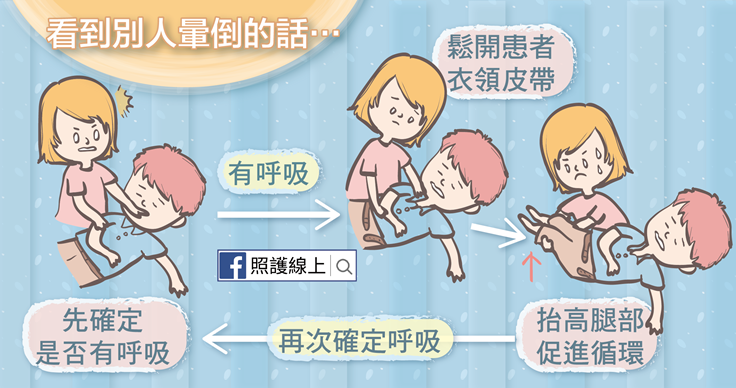 看到別人暈倒的話…
鬆開患者
衣領皮帶
有呼吸
f 照護線上
先確定
是否有呼吸
再次確定呼吸
抬高腿部
促進循環